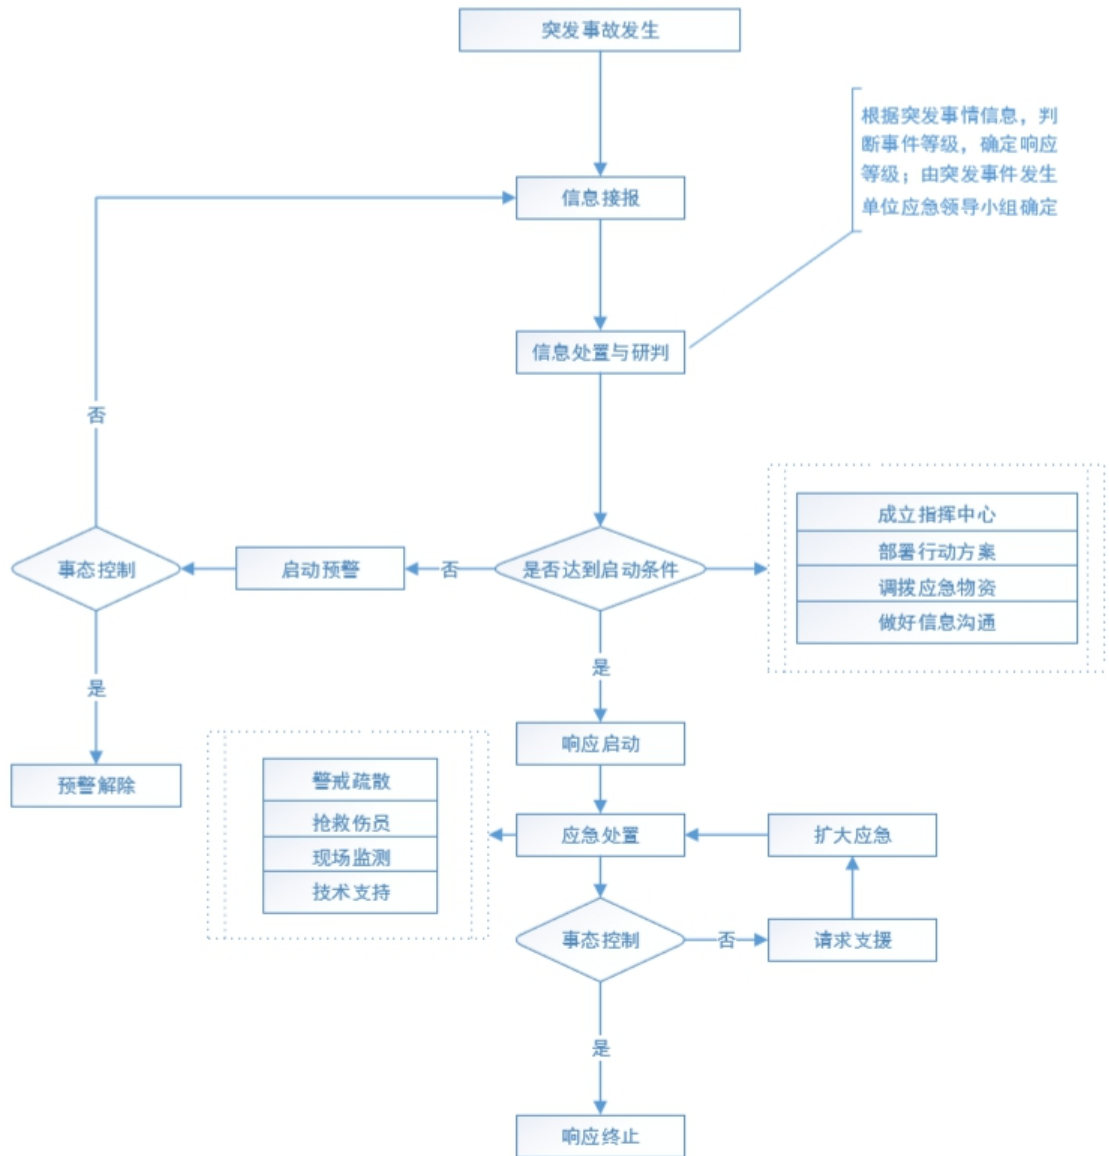 突发事故发生
根据突发事情信息，判
断事件等级，确定响应
等级；由突发事件发生
单位应急领导小组确定
信息接报
信息处置与研判
否
成立指挥中心
部署行动方案
调拨应急物资
做好信息沟通
事态控制
启动预警
否
是否达到启动条件
是
是
预警解除
响应启动
警戒疏散
抢救伤员
现场监测
技术支持
应急处置
扩大应急
事态控制
否
请求支援
是
响应终止